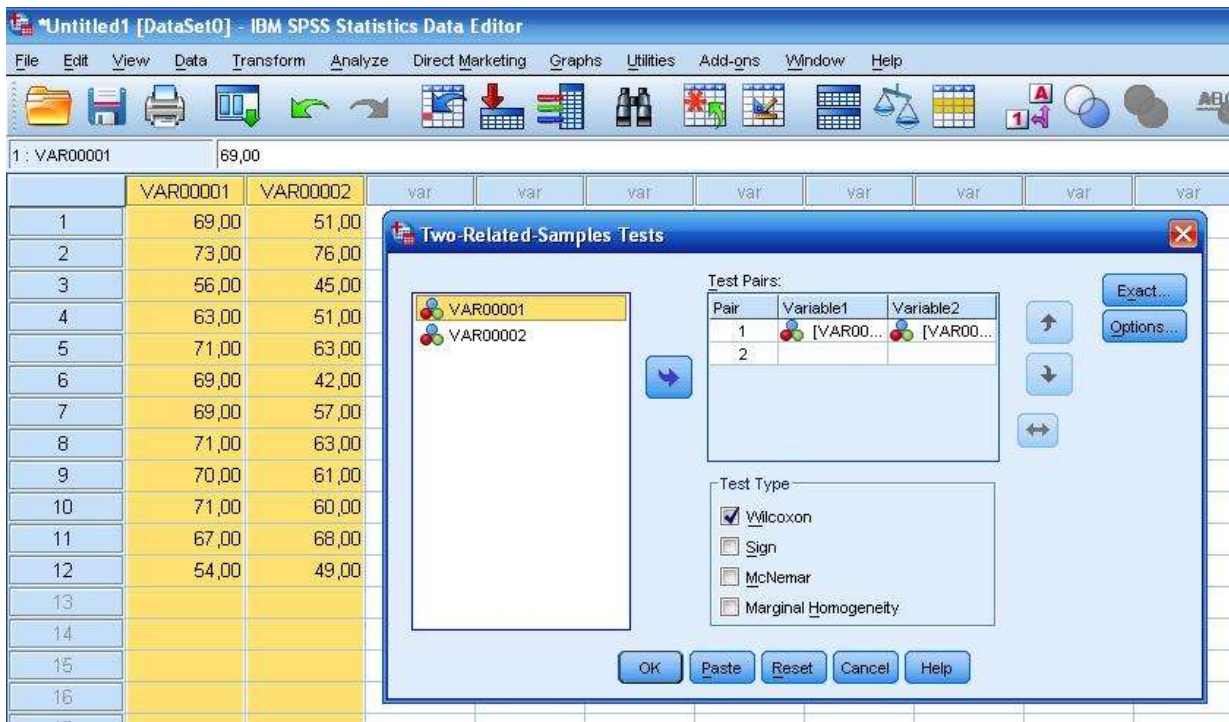 *Untitled1 [DataSet0] - IBM SPSS Statistics Data Editor
File Edit View Data Transform Analyze Direct Marketing Graphs Utilities Add-ons Window Help
A
1
1 : VAR00001 69,00
VAR00001 VAR00002 var var var var var var var var
1 69,00 51,00
2 73,00 76,00
3 56,00 45,00
4 63,00 51,00
5 71,00 63,00
6 69,00 42,00
7 69,00 57,00
8 71,00 63,00
9 70,00 61,00
10 71,00 60,00
11 67,00 68,00
12 54,00 49,00
13
14
15
16
Two-Related-Samples Tests
VAR00001
VAR00002
Test Pairs:
Pair Variable1 Variable2
1 [VAR00... [VAR00...
2
Exact...
Options...
Test Type
Wilcoxon
Sign
McNemar
Marginal Homogeneity
OK Paste Reset Cancel Help